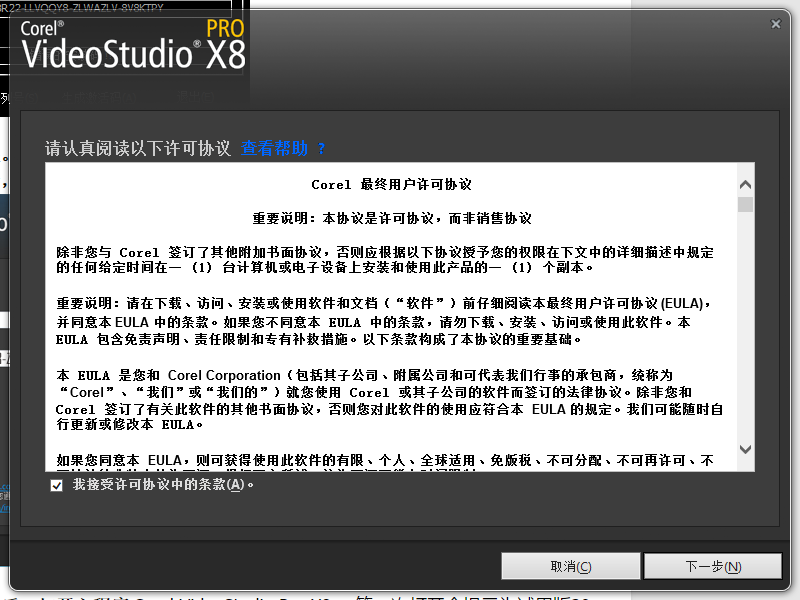 Corel®
PRO
VideoStudio® X8
请认真阅读以下许可协议 查看帮助 ?
Corel 最终用户许可协议
重要说明：本协议是许可协议，而非销售协议
除非您与 Corel 签订了其他附加书面协议，否则应根据以下协议授予您的权限在下文中的详细描述中规定
的任何给定时间在一 (1) 台计算机或电子设备上安装和使用此产品的一 (1) 个副本。
重要说明：请在下载、访问、安装或使用软件和文档（“软件”）前仔细阅读本最终用户许可协议(EULA)，
并同意本 EULA 中的条款。如果您不同意本 EULA 中的条款，请勿下载、安装、访问或使用此软件。本
EULA 包含免责声明、责任限制和专有补救措施。以下条款构成了本协议的重要基础。
本 EULA 是您和 Corel Corporation（包括其子公司、附属公司和可代表我们行事的承包商，统称为
“Corel”、“我们”或“我们的”）就您使用 Corel 或其子公司的软件而签订的法律协议。除非您和
Corel 签订了有关此软件的其他书面协议，否则您对此软件的使用应符合本 EULA 的规定。我们可能随时自
行更新或修改本 EULA。
如果您同意本 EULA，则可获得使用此软件的有限、个人、全球适用、免版税、不可分配、不可再许可、不
我接受许可协议中的条款(A)。
取消(C)
下一步(N)